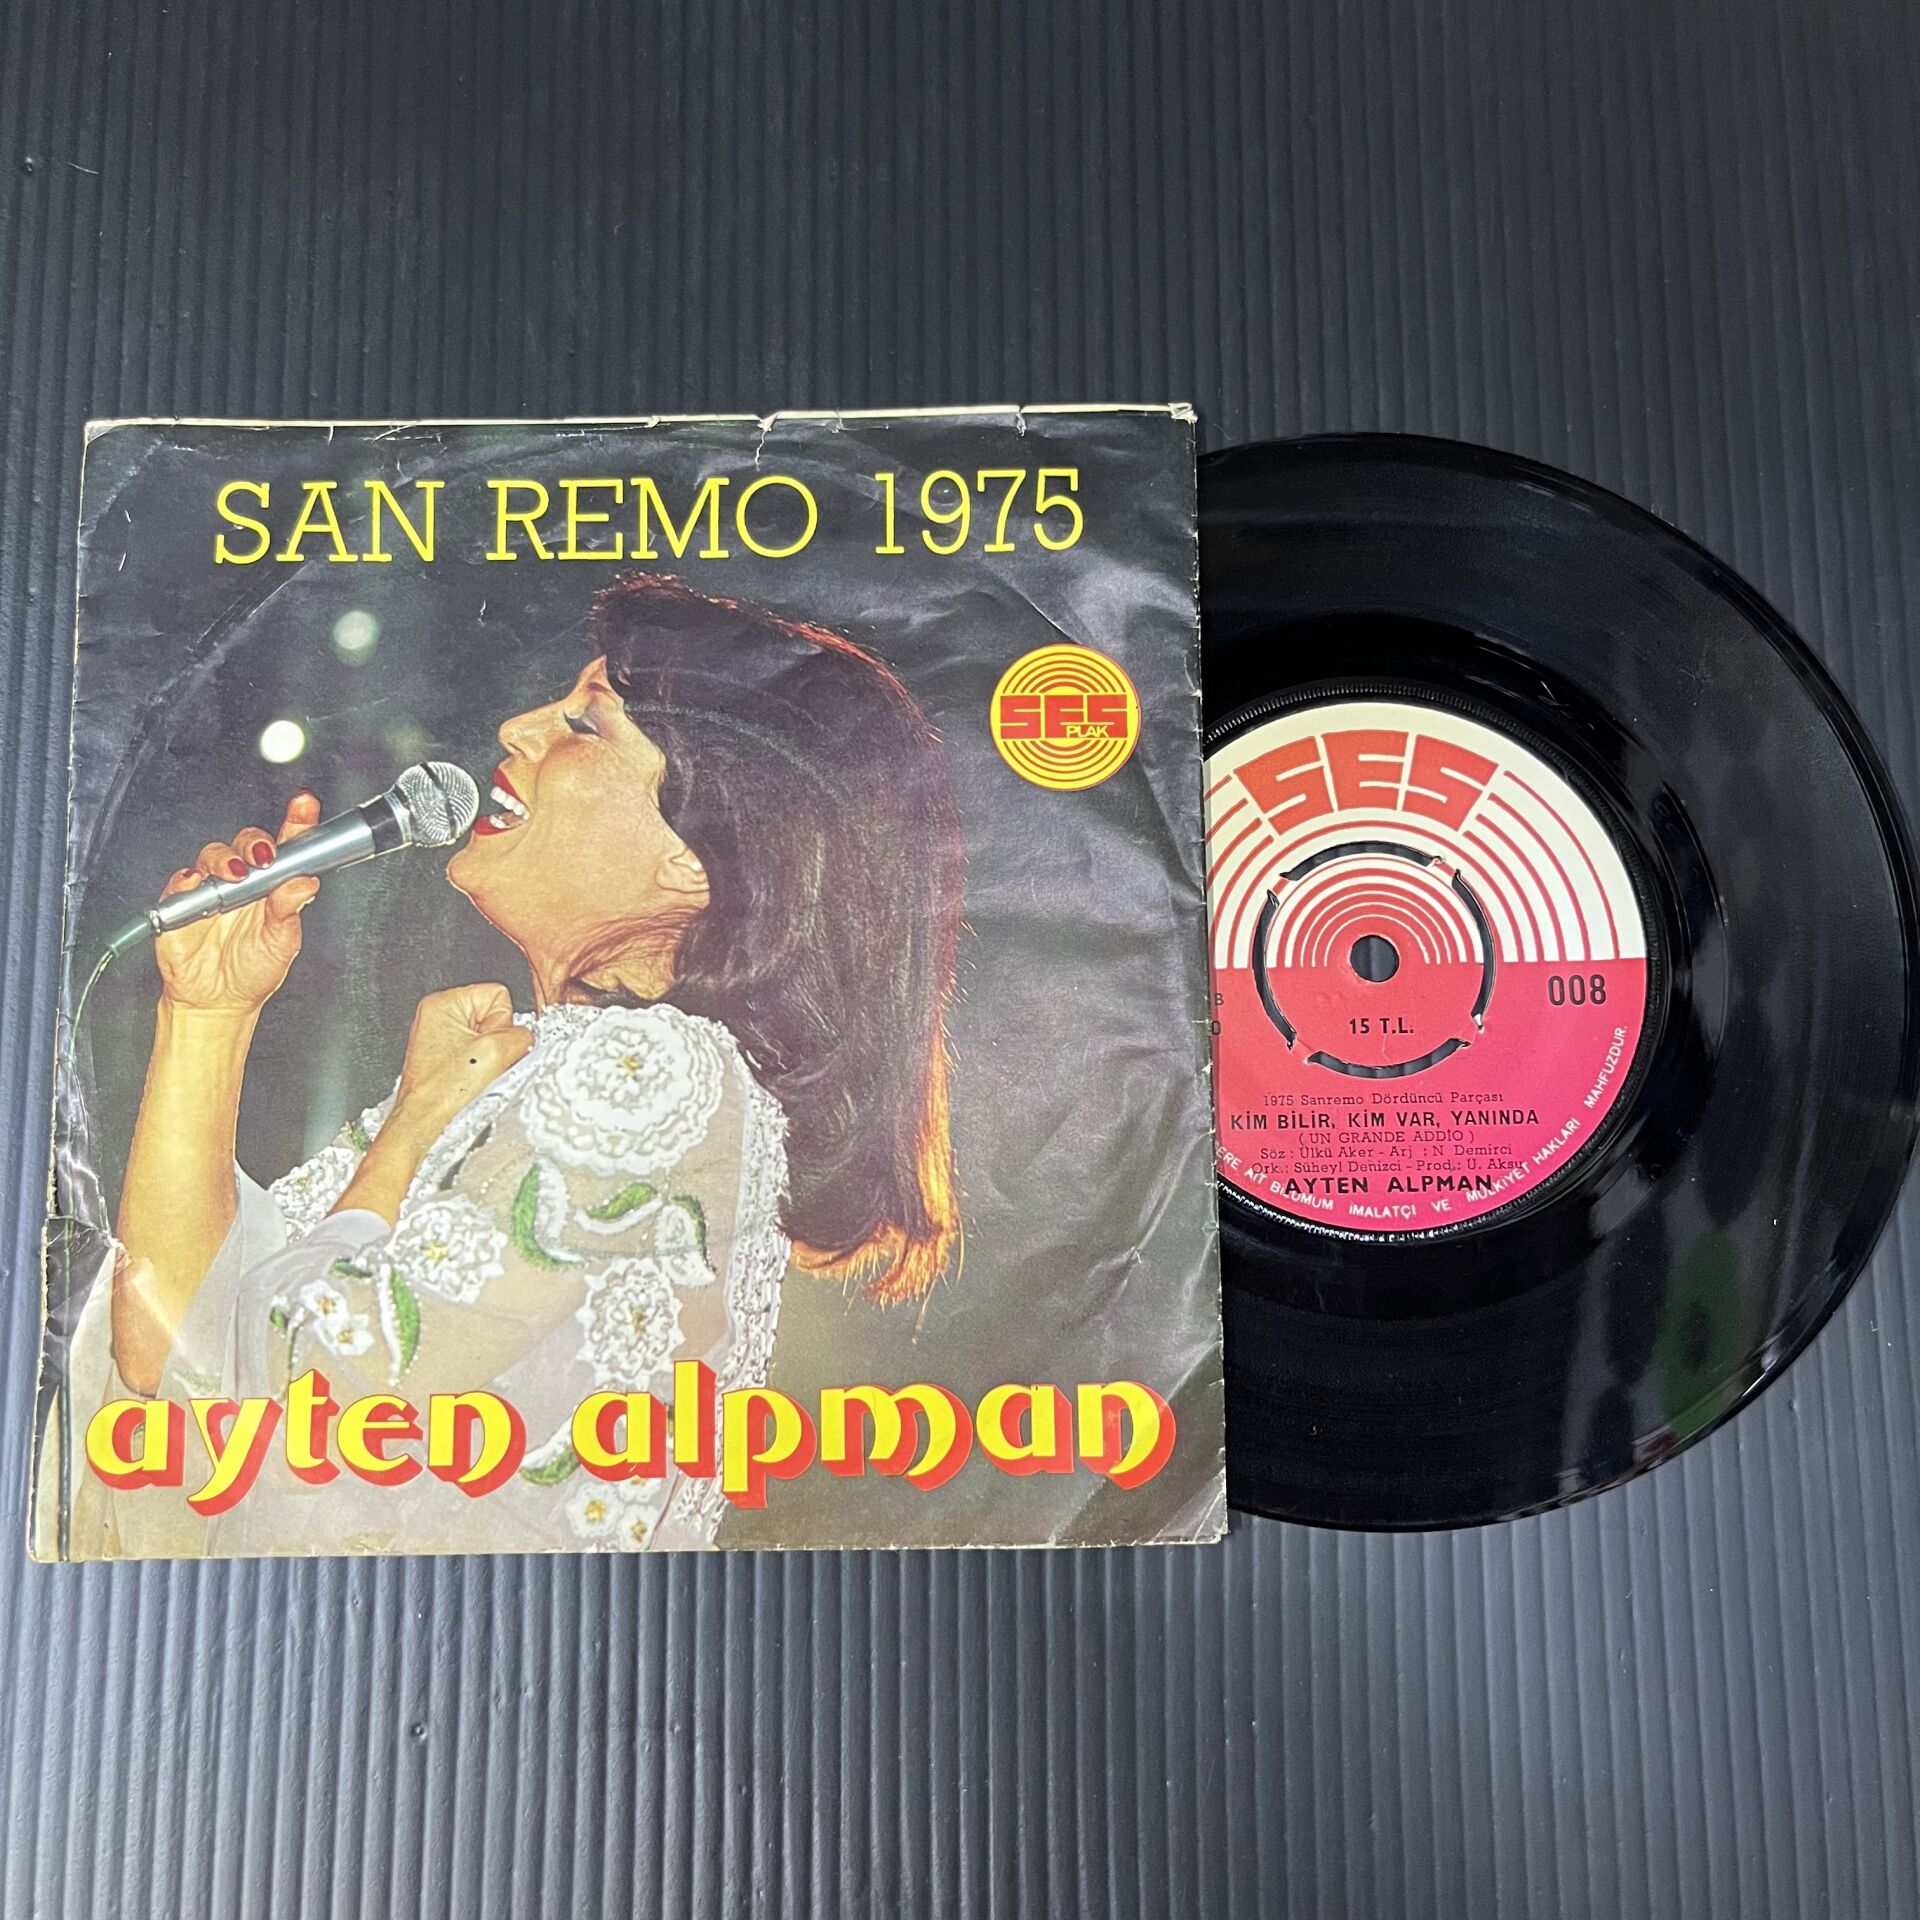 SAN REMO 1975
SES
PLAK
ayten alpman
SES
008
15 T.L.
1975 Sanremo Dördüncü Parçası
KİM BİLİR, KİM VAR, YANINDA
( UN GRANDE ADDİO )
Söz : Ülkü Aker - Arj : N Demirci
Ork.: Süheyl Denizci - Prod.: U. Aksu
AYTEN ALPMAN
ERE AİT BİLUMUM İMALATÇI VE MÜLKİYET HAKLARI MAHFUZDUR.